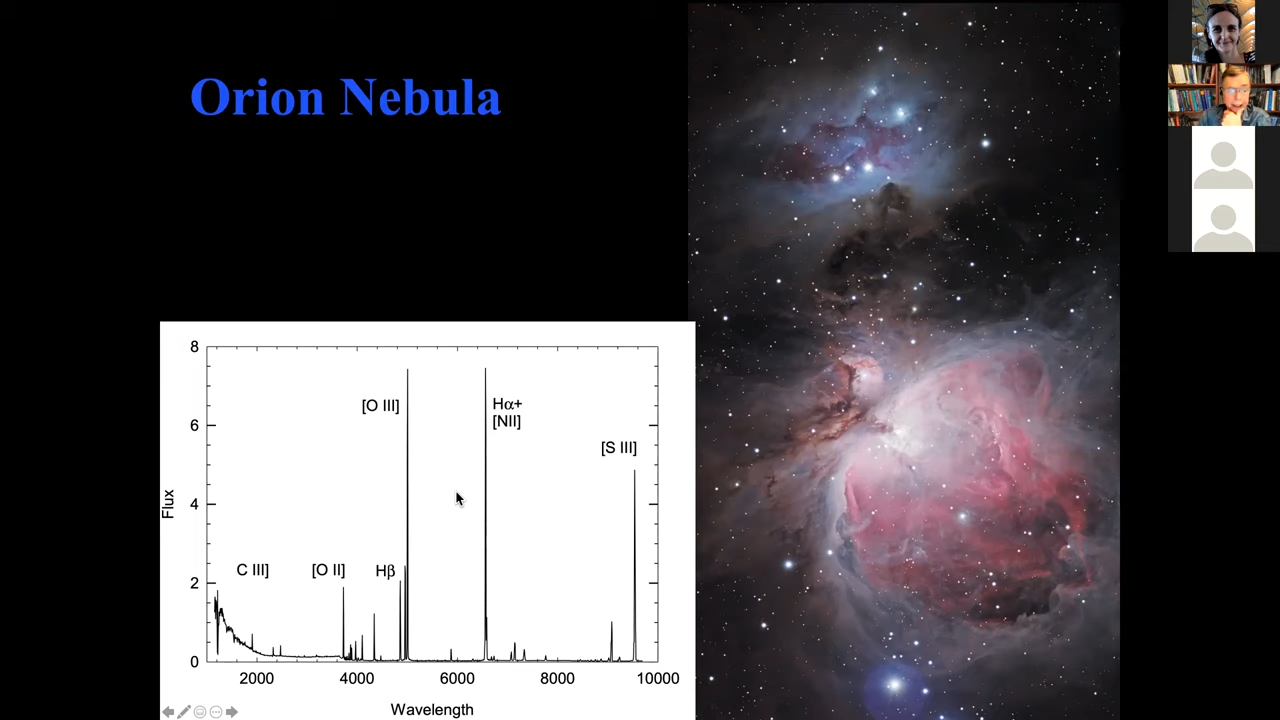 Orion Nebula
8
6
4
2
0
Flux
[O III]
Hα+
[NII]
[S III]
C III]
[O II]
Hβ
2000
4000
6000
8000
10000
Wavelength